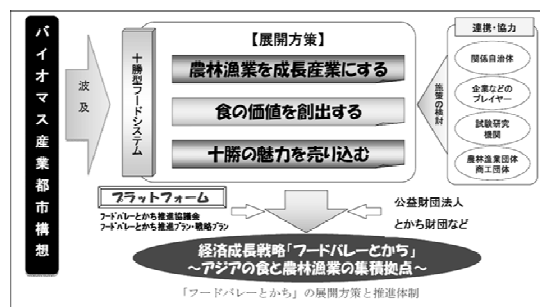 バイオマス産業都市構想
波及
十勝型フードシステム
【展開方策】
農林漁業を成長産業にする
食の価値を創出する
十勝の魅力を売り込む
施策の検討
連携・協力
関係自治体
企業などの
プレイヤー
試験研究
機関
農林漁業団体
商工団体
プラットフォーム
フードバレーとかち推進協議会
フードバレーとかち推進プラン・戦略プラン
公益財団法人
とかち財団など
経済成長戦略「フードバレーとかち」
~アジアの食と農林漁業の集積拠点~
「フードバレーとかち」の展開方策と推進体制